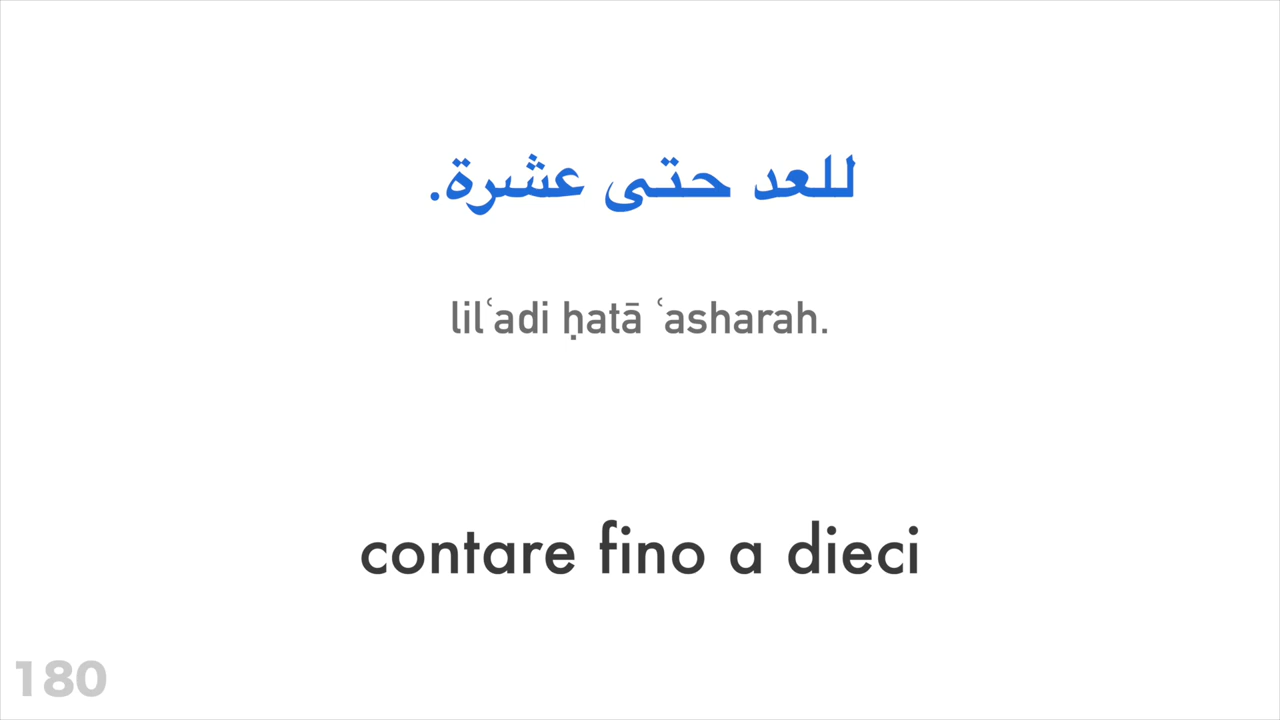 للعد حتى عشرة.
lilʿadi ḥatā ʿasharah.
contare fino a dieci
180